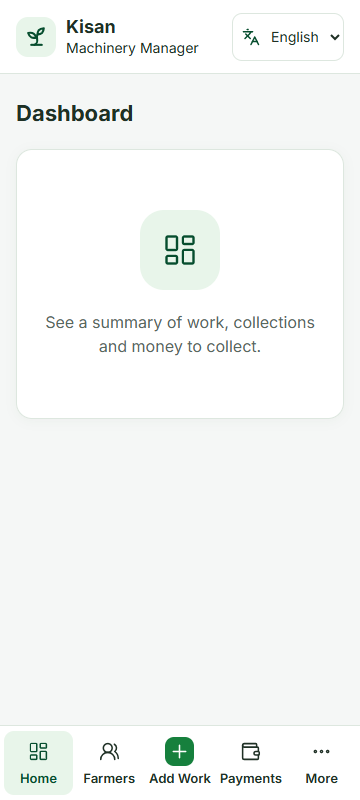 Kisan
Machinery Manager
English
Dashboard
See a summary of work, collections
and money to collect.
Home
Farmers
Add Work
Payments
More